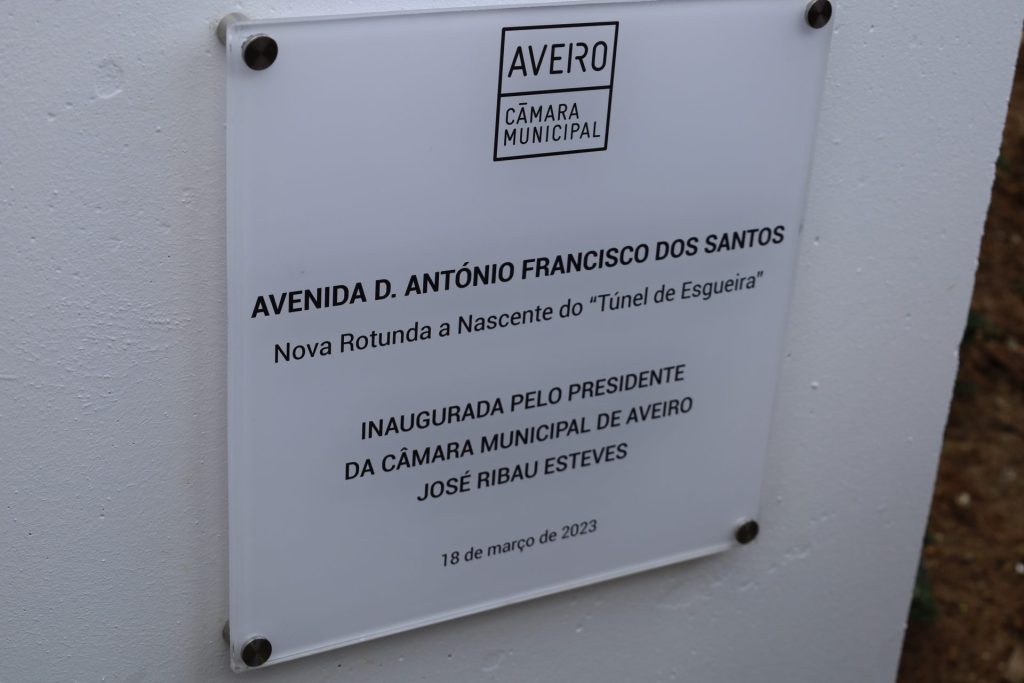 AVEIRO
CÂMARA
MUNICIPAL
AVENIDA D. ANTÓNIO FRANCISCO DOS SANTOS
Nova Rotunda a Nascente do “Túnel de Esgueira”
INAUGURADA PELO PRESIDENTE
DA CÂMARA MUNICIPAL DE AVEIRO
JOSÉ RIBAU ESTEVES
18 de março de 2023